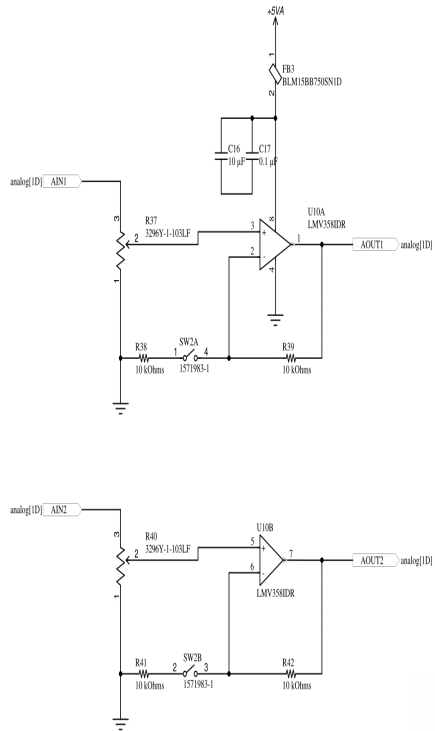 +5VA
1
FB3
BLM15BB750SN1D
2
C16
10 µF
C17
0.1 µF
analog[1D] AIN1
3
R37
3296Y-1-103LF
2
1
U10A
LMV358IDR
8
3
+
2
-
1
4
AOUT1 analog[1D]
R38
10 kOhms
SW2A
1 4
1571983-1
R39
10 kOhms
analog[1D] AIN2
3
R40
3296Y-1-103LF
2
1
U10B
5
+
6
-
7
LMV358IDR
AOUT2 analog[1D]
R41
10 kOhms
SW2B
2 3
1571983-1
R42
10 kOhms